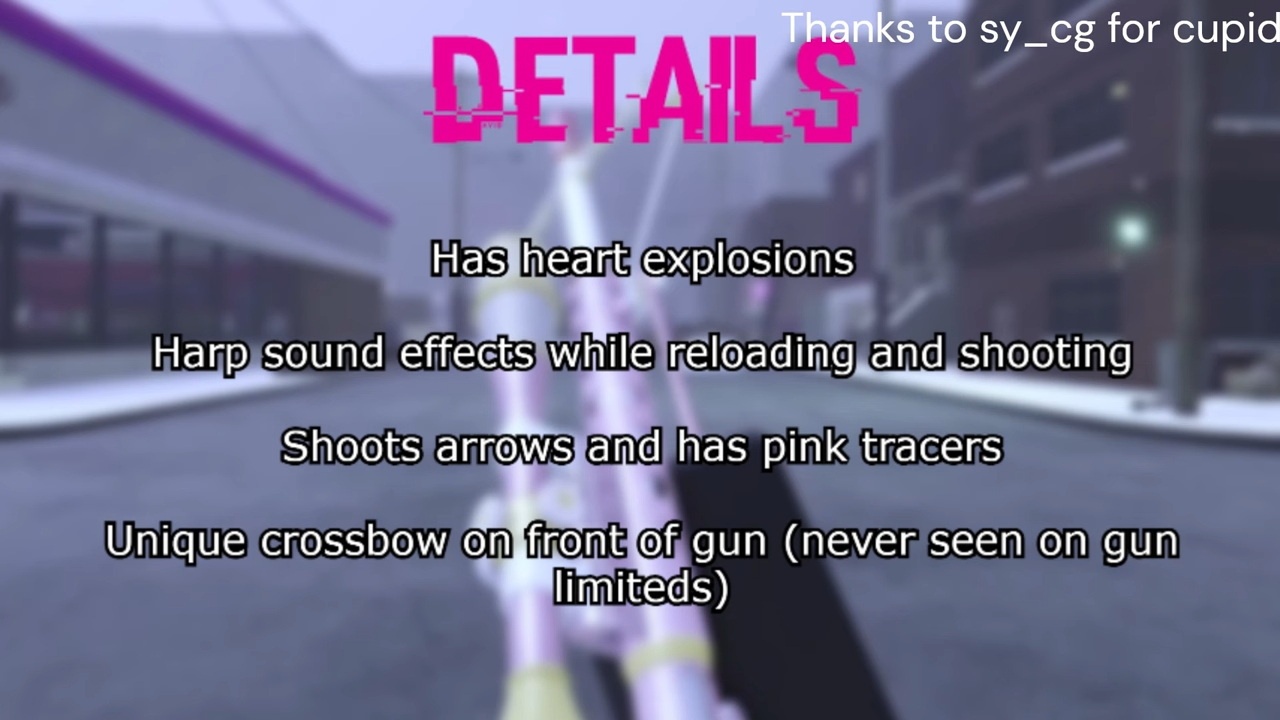 Thanks to sy_cg for cupid
DETAILS
Has heart explosions
Harp sound effects while reloading and shooting
Shoots arrows and has pink tracers
Unique crossbow on front of gun (never seen on gun
limiteds)